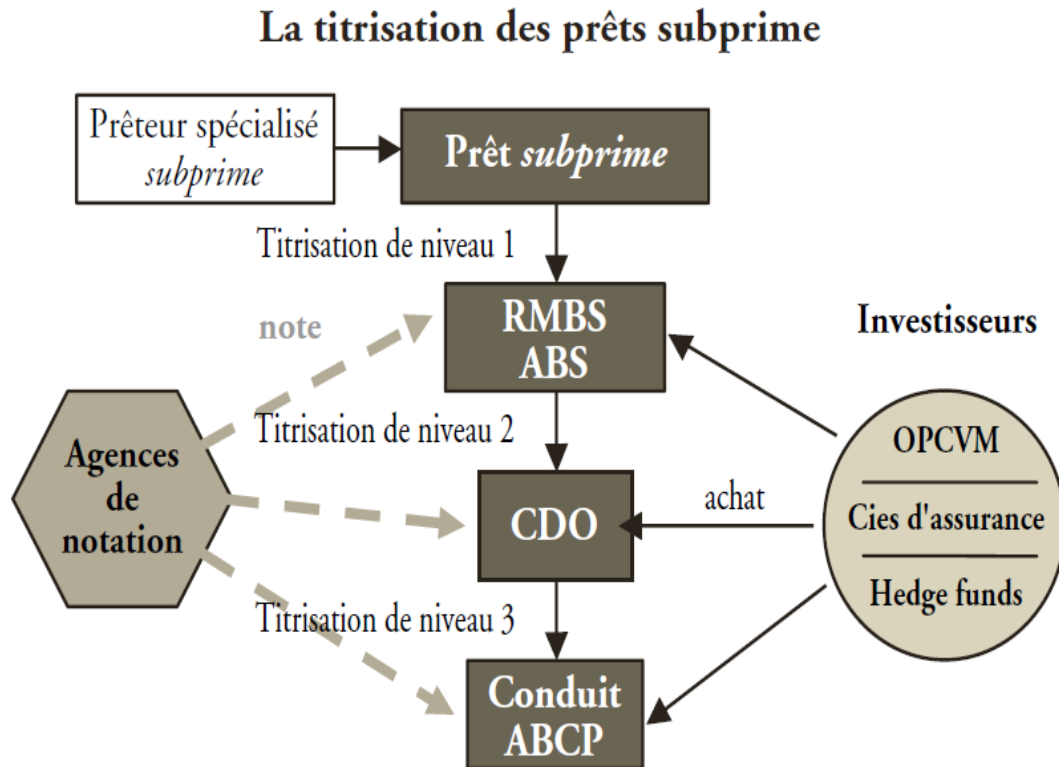 La titrisation des prêts subprime
Prêteur spécialisé
subprime
Prêt subprime
Titrisation de niveau 1
note
RMBS
ABS
Investisseurs
Titrisation de niveau 2
Agences
de
notation
OPCVM
CDO
achat
Cies d'assurance
Hedge funds
Titrisation de niveau 3
Conduit
ABCP